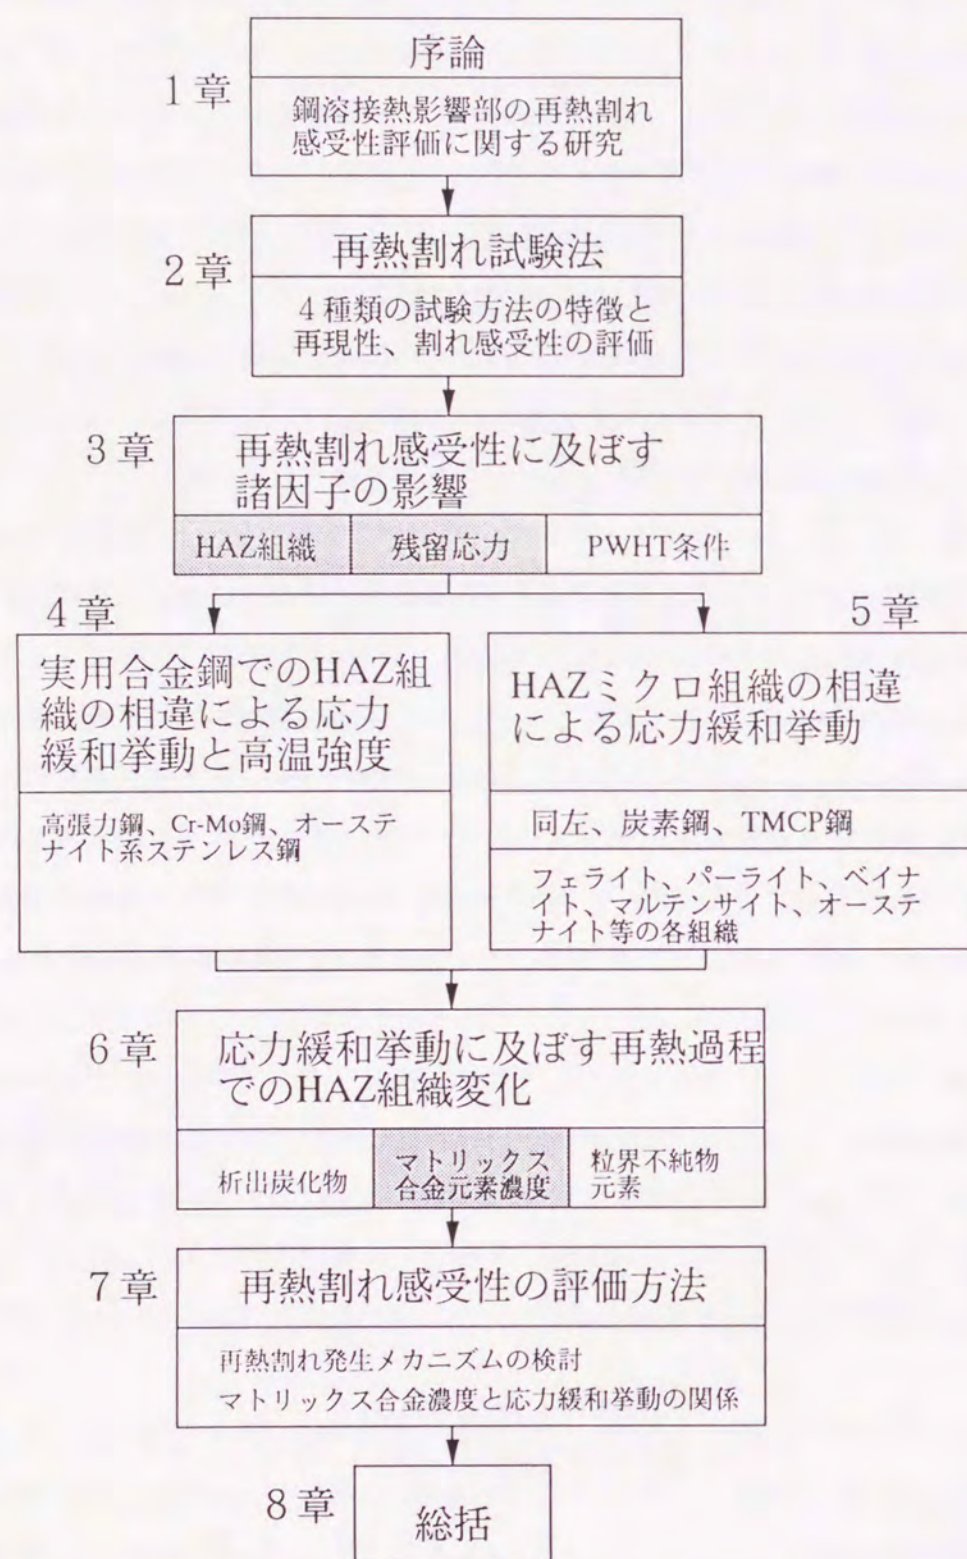 序論
1章
鋼溶接熱影響部の再熱割れ
感受性評価に関する研究
2章
再熱割れ試験法
4種類の試験方法の特徴と
再現性、割れ感受性の評価
3章
再熱割れ感受性に及ぼす
諸因子の影響
HAZ組織
残留応力
PWHT条件
4章
実用合金鋼でのHAZ組
織の相違による応力
緩和挙動と高温強度
高張力鋼、Cr-Mo鋼、オーステ
ナイト系ステンレス鋼
5章
HAZミクロ組織の相違
による応力緩和挙動
同左、炭素鋼、TMCP鋼
フェライト、パーライト、ベイナ
イト、マルテンサイト、オーステ
ナイト等の各組織
6章
応力緩和挙動に及ぼす再熱過程
でのHAZ組織変化
析出炭化物
マトリックス
合金元素濃度
粒界不純物
元素
7章
再熱割れ感受性の評価方法
再熱割れ発生メカニズムの検討
マトリックス合金濃度と応力緩和挙動の関係
8章
総括